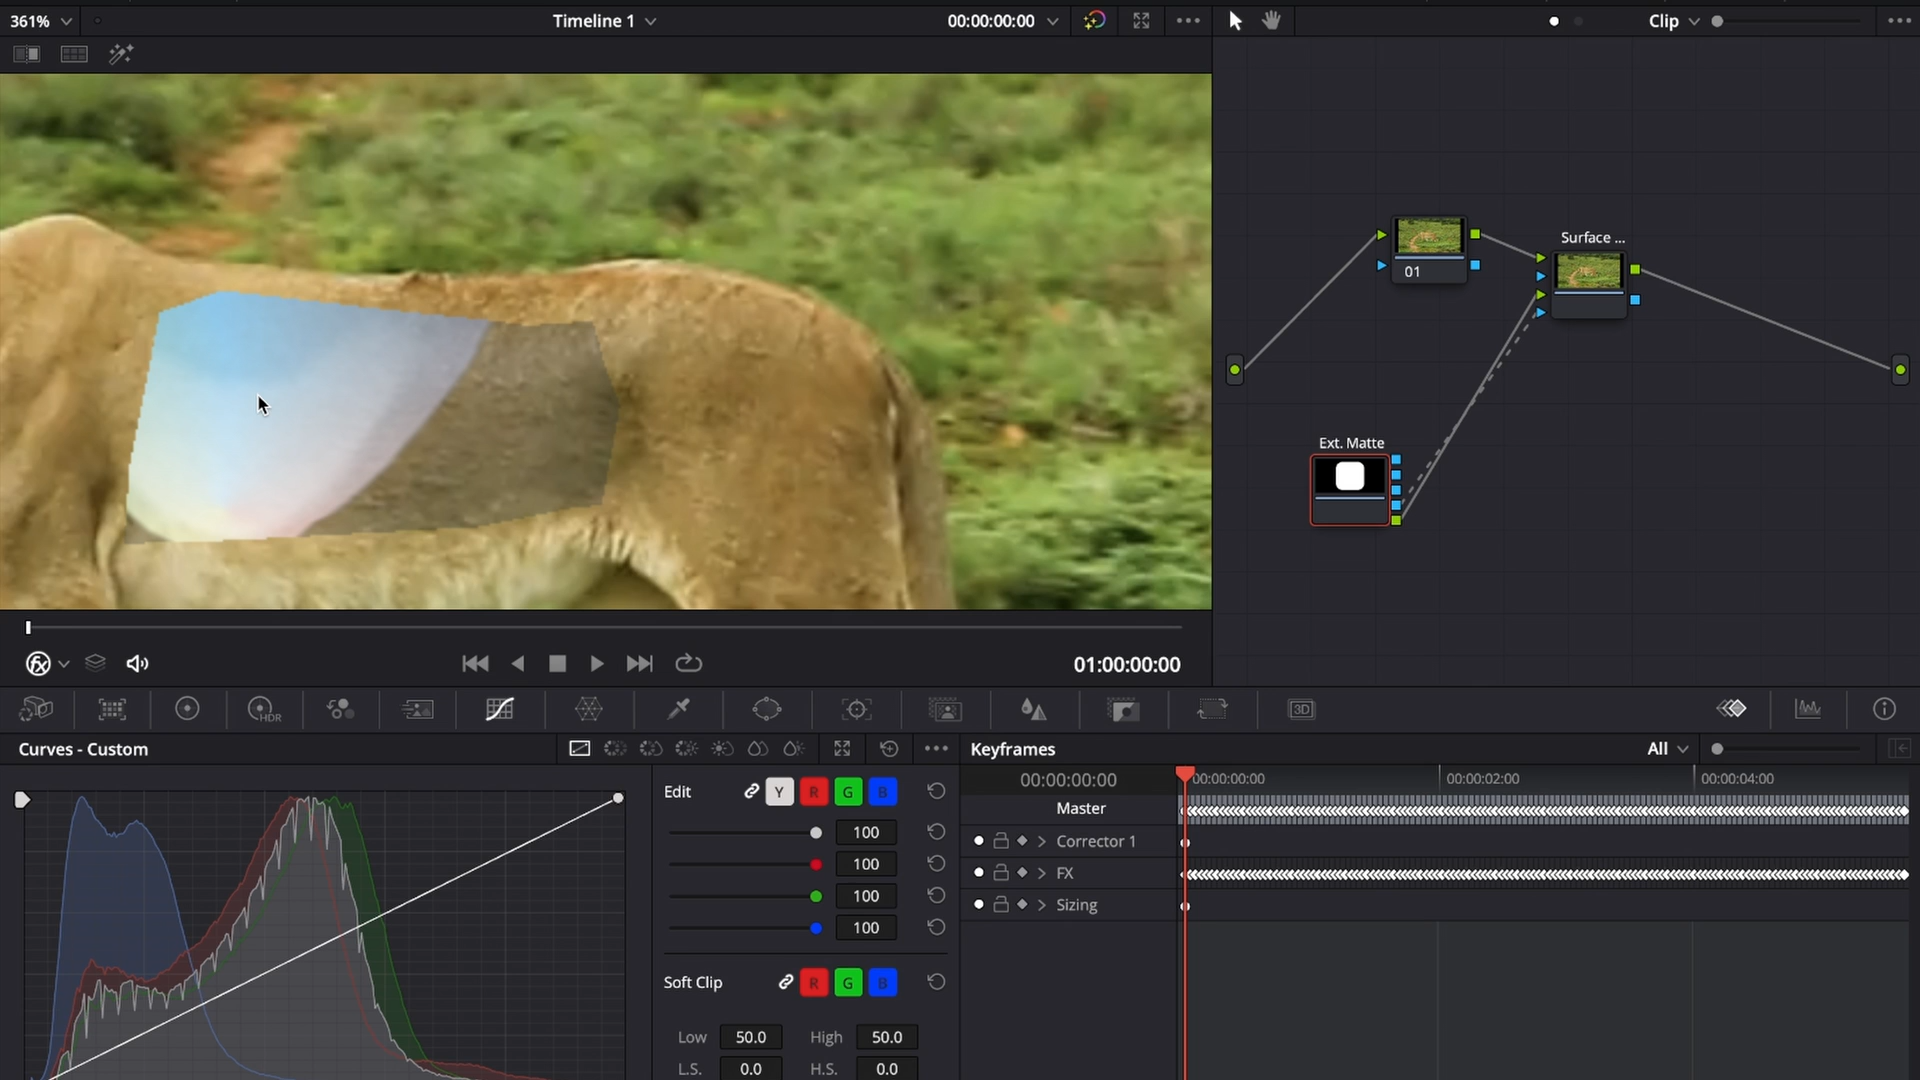 361%
Timeline 1
00:00:00:00
Clip
Surface ...
01
Ext. Matte
fx
01:00:00:00
HDR
3D
Curves - Custom
Keyframes
All
Edit
Y
R
G
B
100
100
100
100
Soft Clip
R
G
B
Low
50.0
High
50.0
L.S.
0.0
H.S.
0.0
00:00:00:00
00:00:00:00
00:00:02:00
00:00:04:00
Master
Corrector 1
FX
Sizing